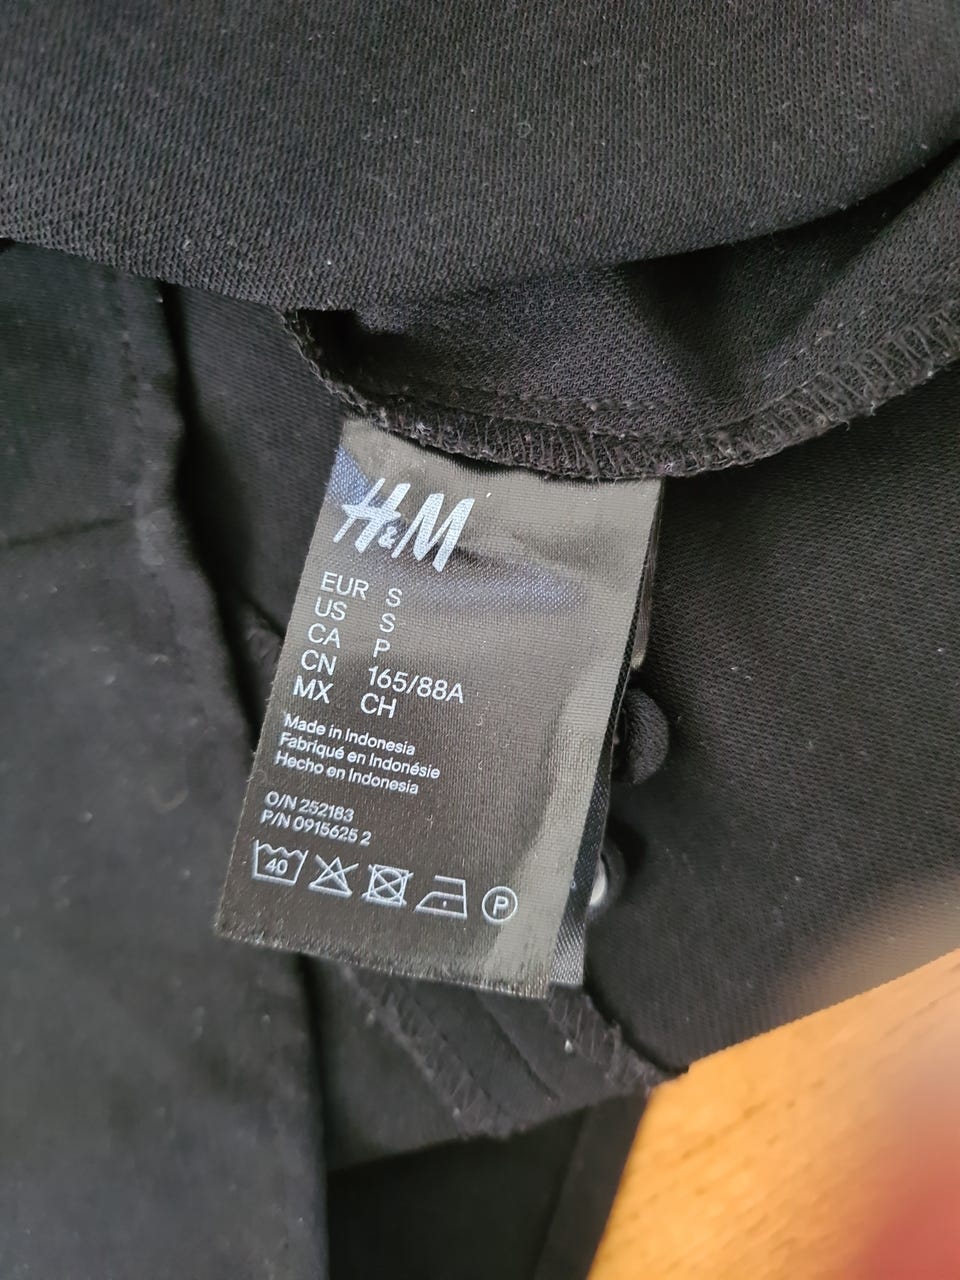 H&M
EUR S
US S
CA P
CN 165/88A
MX CH
Made in Indonesia
Fabriqué en Indonésie
Hecho en Indonesia
O/N 252183
P/N 0915625 2
40
P